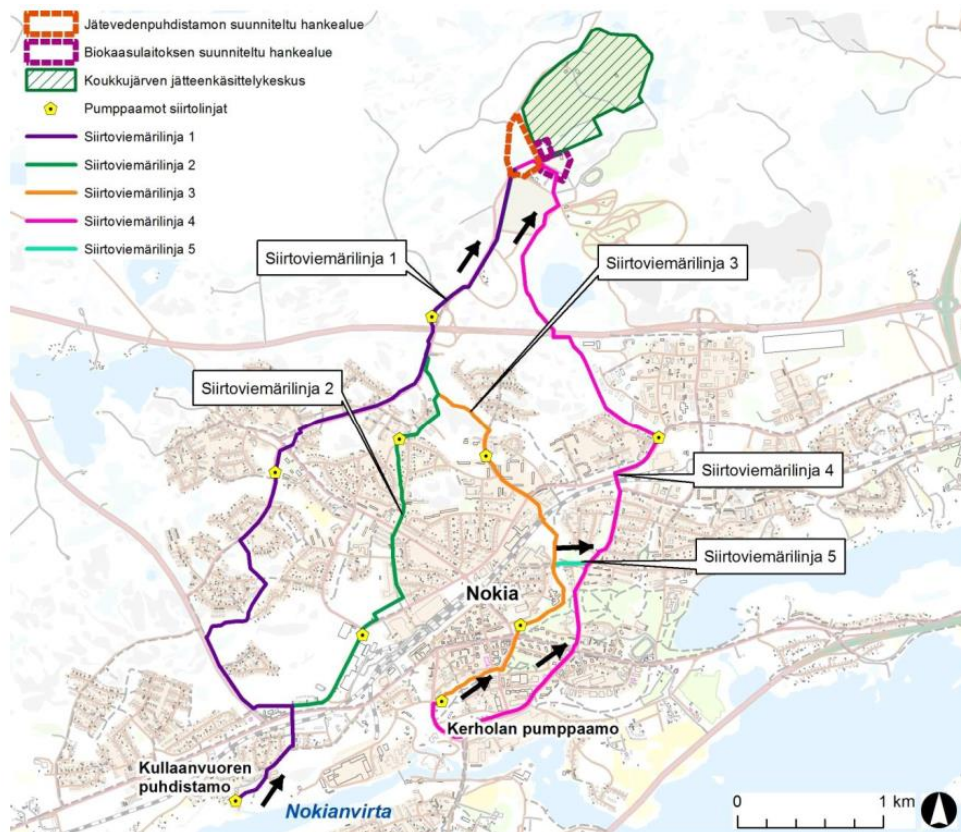 Jätevedenpuhdistamon suunniteltu hankealue
Biokaasulaitoksen suunniteltu hankealue
Koukkujärven jätteenkäsittelykeskus
Pumppaamot siirtolinjat
Siirtoviemärilinja 1
Siirtoviemärilinja 2
Siirtoviemärilinja 3
Siirtoviemärilinja 4
Siirtoviemärilinja 5
Siirtoviemärilinja 1
Siirtoviemärilinja 3
Siirtoviemärilinja 2
Siirtoviemärilinja 4
Siirtoviemärilinja 5
Nokia
Kerholan pumppaamo
Kullaanvuoren
puhdistamo
Nokianvirta
0 1 km